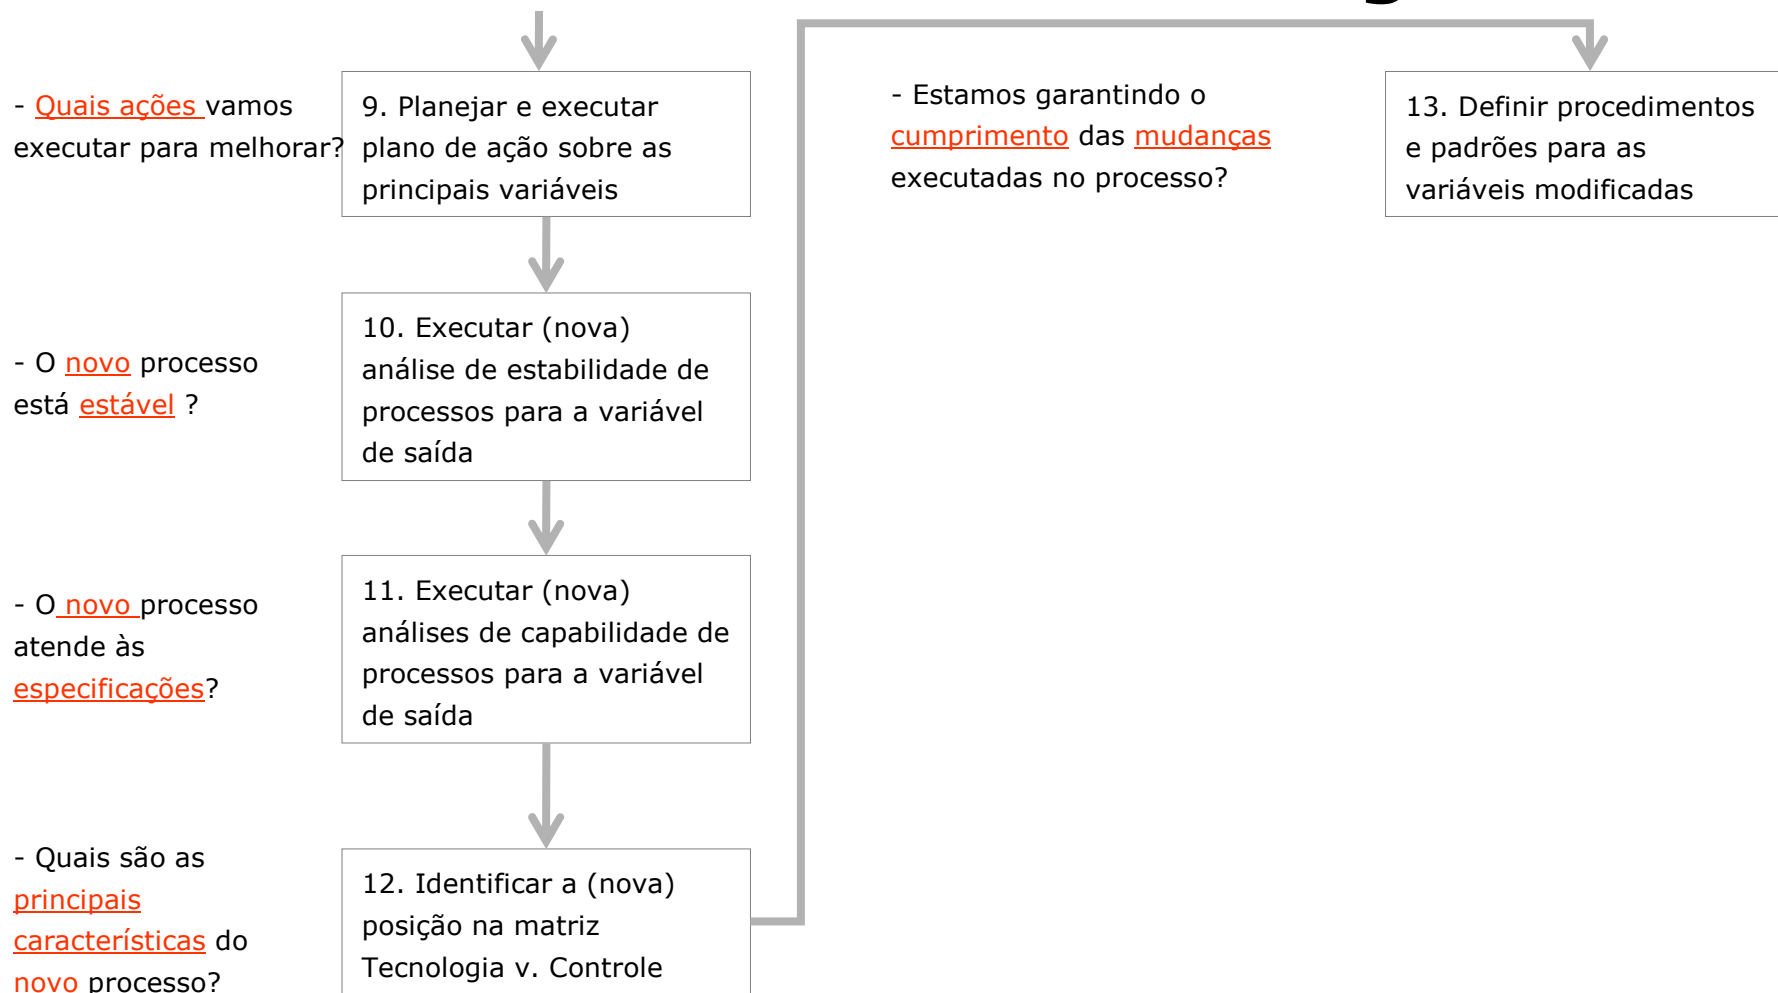 - Quais ações vamos
executar para melhorar?
9. Planejar e executar
plano de ação sobre as
principais variáveis
- O novo processo
está estável ?
10. Executar (nova)
análise de estabilidade de
processos para a variável
de saída
- O novo processo
atende às
especificações?
11. Executar (nova)
análises de capabilidade de
processos para a variável
de saída
- Quais são as
principais
características do
novo processo?
12. Identificar a (nova)
posição na matriz
Tecnologia v. Controle
- Estamos garantindo o
cumprimento das mudanças
executadas no processo?
13. Definir procedimentos
e padrões para as
variáveis modificadas